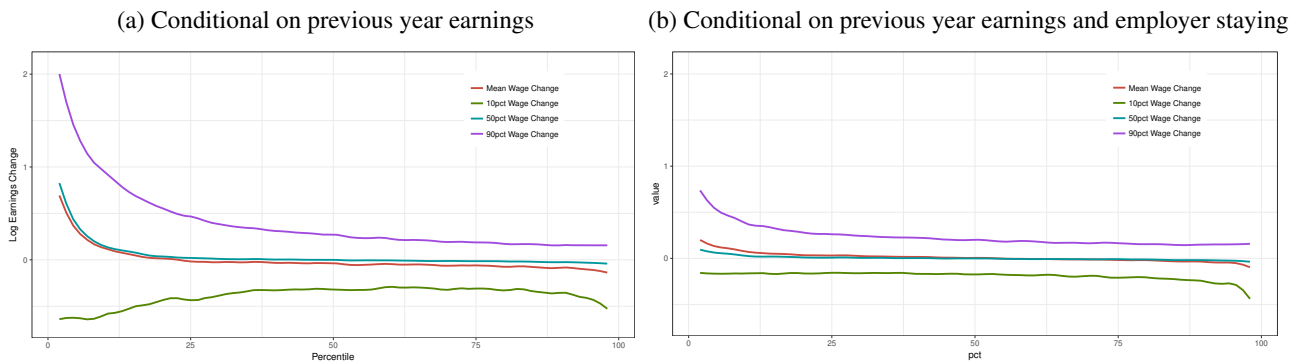 (a) Conditional on previous year earnings
2
1
0
Log Earnings Change
Mean Wage Change
10pct Wage Change
50pct Wage Change
90pct Wage Change
0
25
50
75
100
Percentile
(b) Conditional on previous year earnings and employer staying
2
1
0
value
Mean Wage Change
10pct Wage Change
50pct Wage Change
90pct Wage Change
0
25
50
75
100
pct